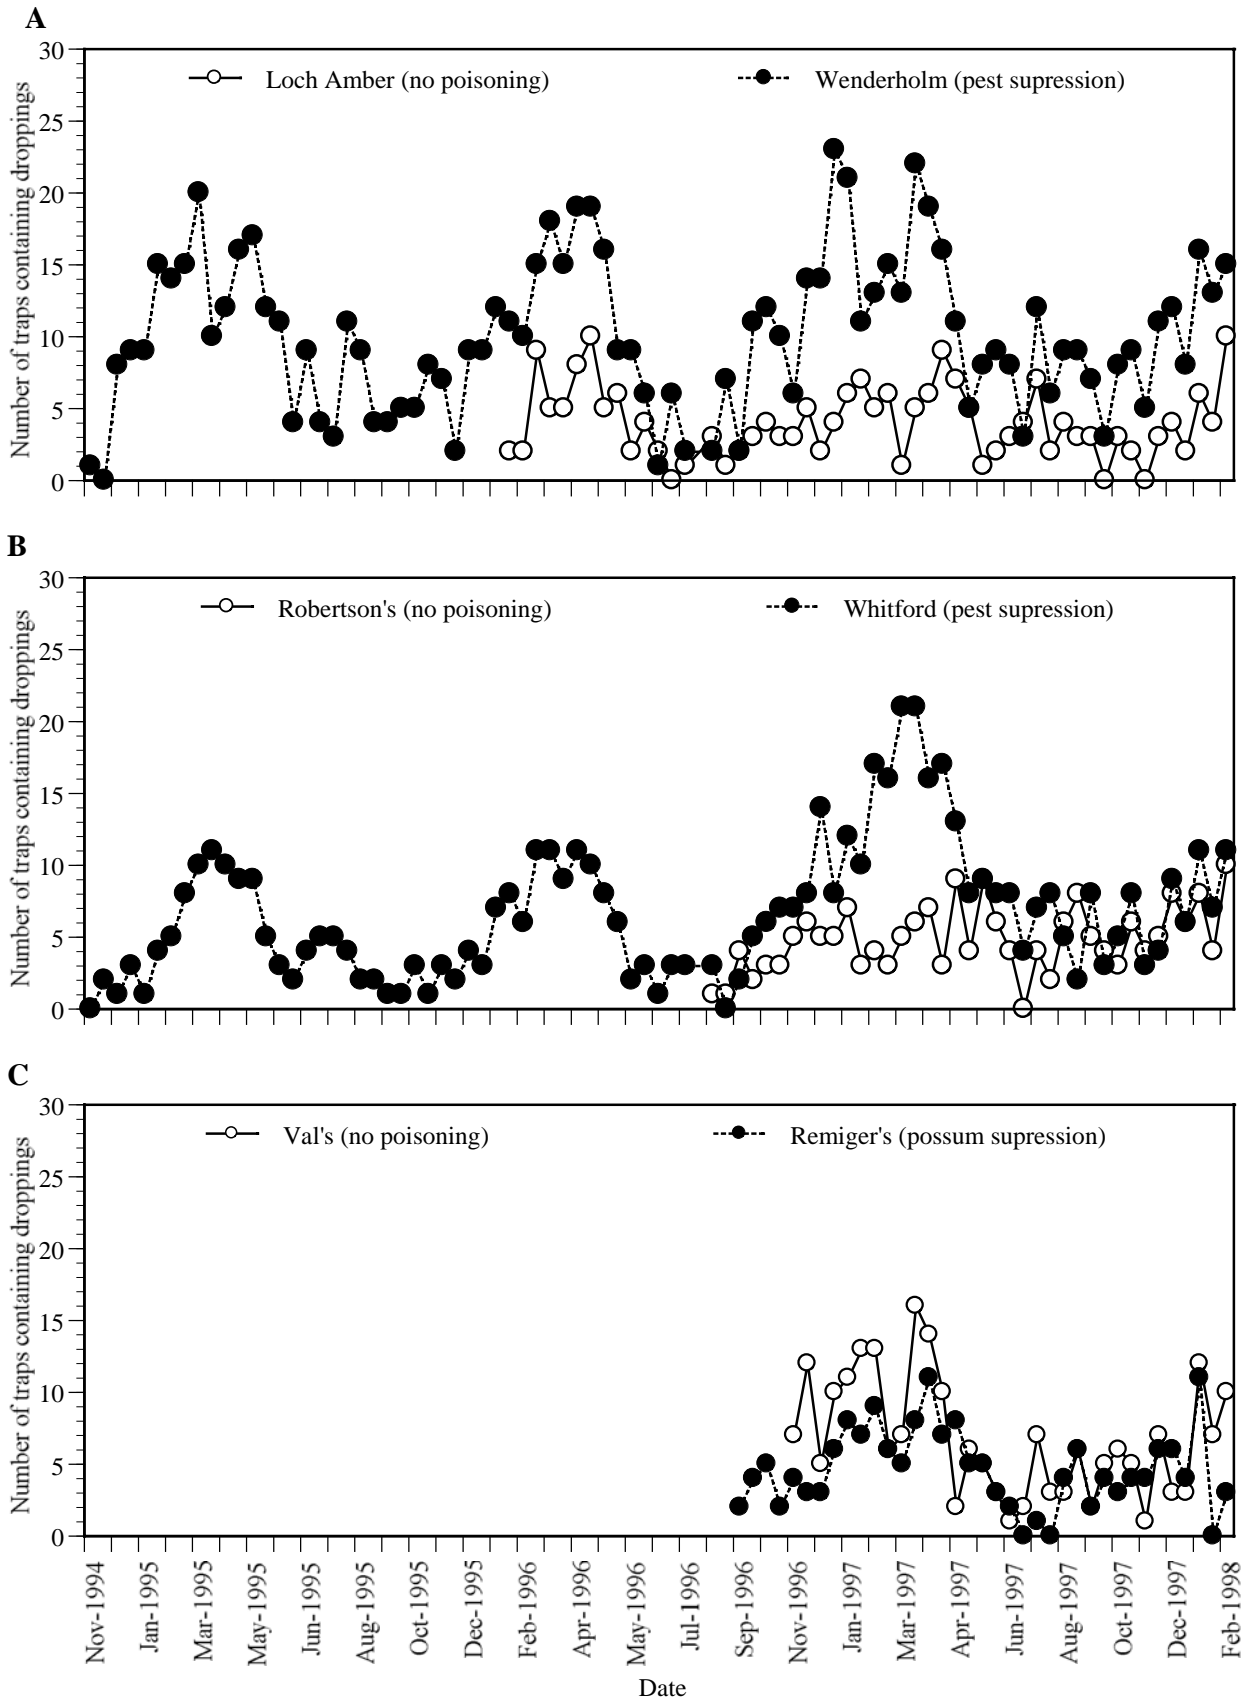 A
30
25
20
15
10
5
0
Number of traps containing droppings
Loch Amber (no poisoning) Wenderholm (pest supression)
B
30
25
20
15
10
5
0
Number of traps containing droppings
Robertson's (no poisoning) Whitford (pest supression)
C
30
25
20
15
10
5
0
Number of traps containing droppings
Val's (no poisoning) Remiger's (possum supression)
Nov-1994
Jan-1995
Mar-1995
May-1995
Jun-1995
Aug-1995
Oct-1995
Dec-1995
Feb-1996
Apr-1996
May-1996
Jul-1996
Sep-1996
Nov-1996
Jan-1997
Mar-1997
Apr-1997
Jun-1997
Aug-1997
Oct-1997
Dec-1997
Feb-1998
Date